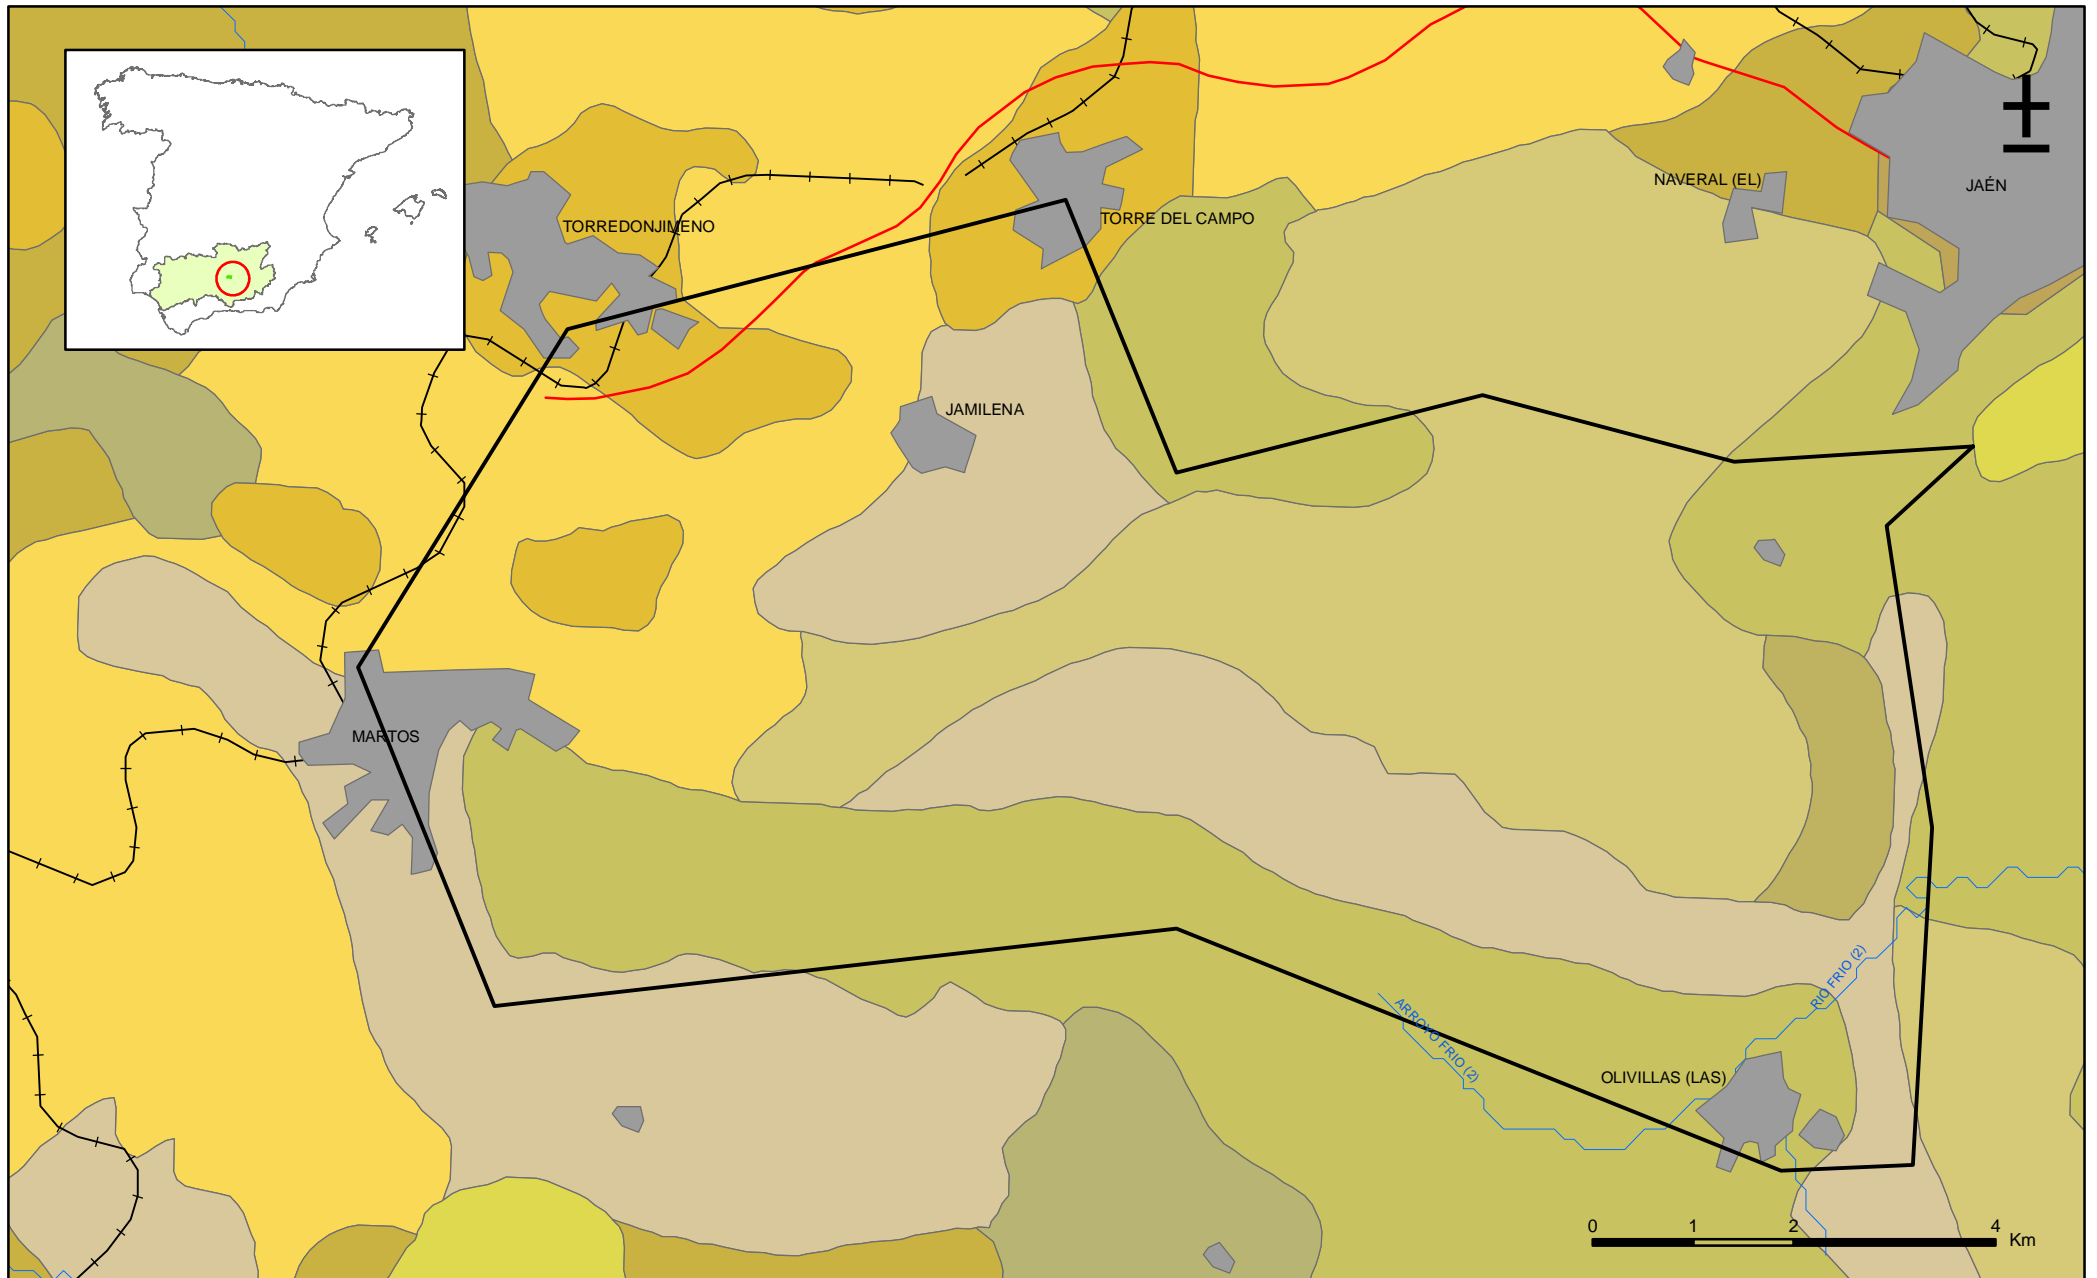 NAVERAL (EL)
JAÉN
TORREDONJIMENO
TORRE DEL CAMPO
JAMILENA
MARTOS
RIO FRIO (2)
ARROYO FRIO (2)
OLIVILLAS (LAS)
0 1 2 4
Km